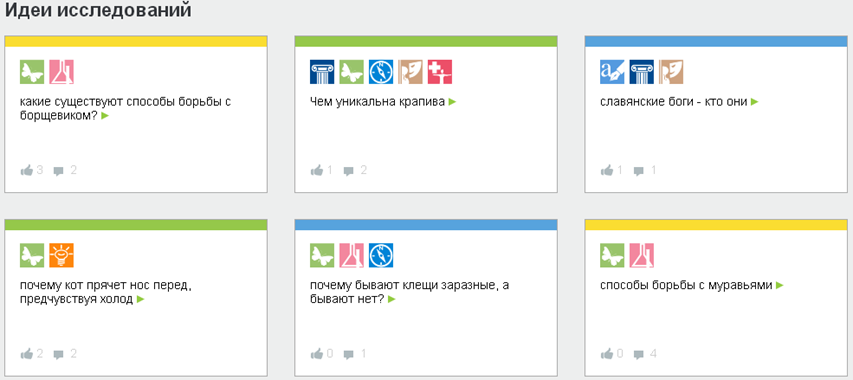 Идеи исследований
какие существуют способы борьбы с
борщевиком?
3 2
Чем уникальна крапива
1 2
a
славянские боги - кто они
1 1
почему кот прячет нос перед,
предчувствуя холод
2 2
почему бывают клещи заразные, а
бывают нет?
0 1
способы борьбы с муравьями
0 4